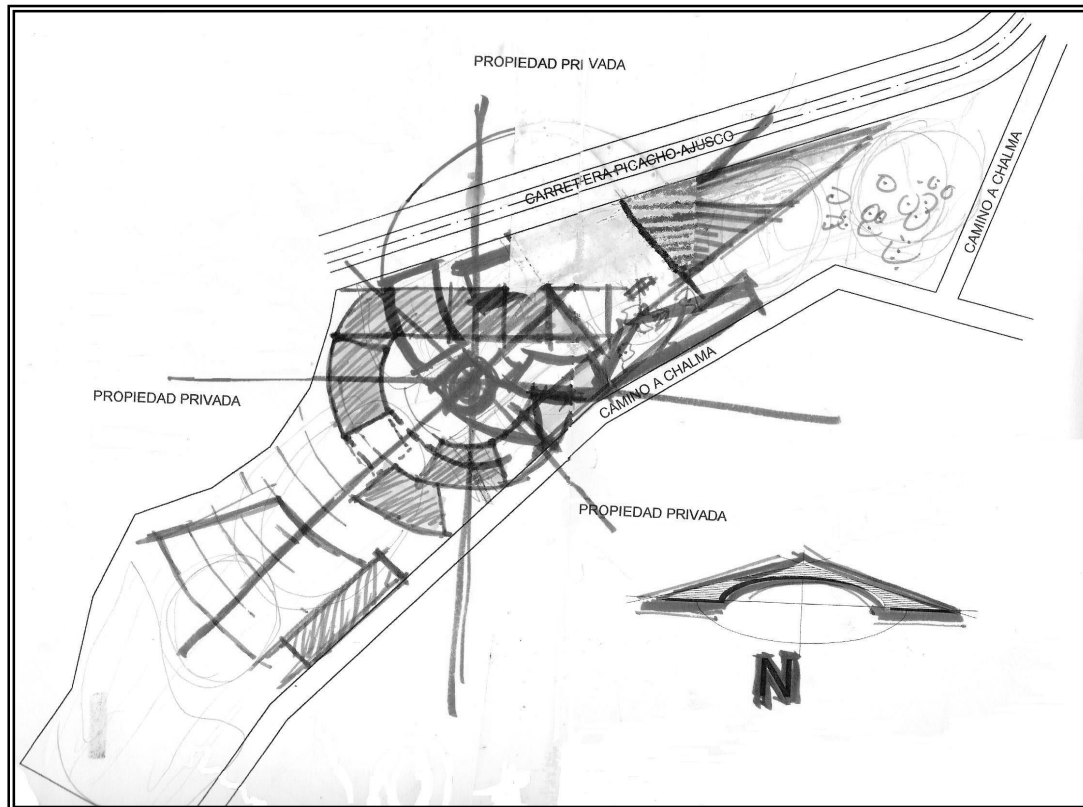 PROPIEDAD PRI VADA
CARRETERA PICACHO-AJUSCO
CAMINO A CHALMA
PROPIEDAD PRIVADA
CAMINO A CHALMA
PROPIEDAD PRIVADA
N